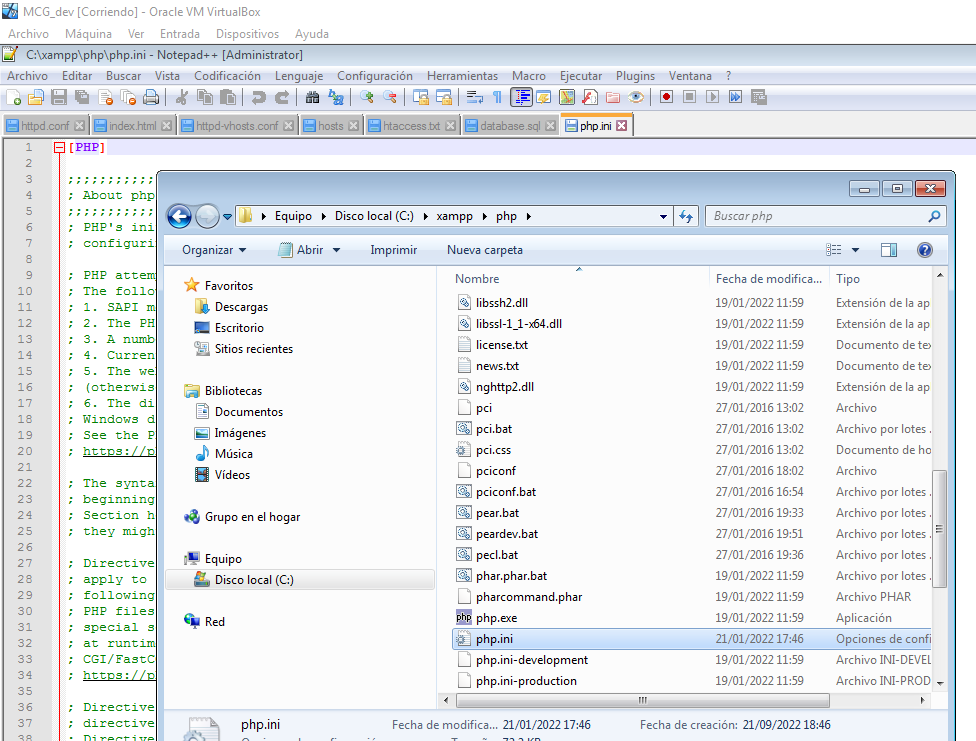 MCG_dev [Corriendo] - Oracle VM VirtualBox
Archivo Máquina Ver Entrada Dispositivos Ayuda
C:\xampp\php\php.ini - Notepad++ [Administrator]
Archivo Editar Buscar Vista Codificación Lenguaje Configuración Herramientas Macro Ejecutar Plugins Ventana ?
httpd.conf index.html httpd-vhosts.conf hosts htaccess.txt database.sql php.ini
1 [PHP]
2
3 ;;;;;;;;;;;;
4 ; About php
5 ;;;;;;;;;;;;
6 ; PHP's ini
7 ; configuri
8
9 ; PHP attem
10 ; The follo
11 ; 1. SAPI m
12 ; 2. The PH
13 ; 3. A numb
14 ; 4. Curren
15 ; 5. The we
16 ; (otherwis
17 ; 6. The di
18 ; Windows d
19 ; See the P
20 ; https://p
21
22 ; The synta
23 ; beginning
24 ; Section h
25 ; they migh
26
27 ; Directive
28 ; apply to
29 ; following
30 ; PHP files
31 ; special s
32 ; at runtim
33 ; CGI/FastC
34 ; https://p
35
36 ; Directive
37 ; directive
38 ; Directive
Equipo Disco local (C:) xampp php
Buscar php
Organizar Abrir Imprimir Nueva carpeta
Favoritos
Descargas
Escritorio
Sitios recientes
Bibliotecas
Documentos
Imágenes
Música
Vídeos
Grupo en el hogar
Equipo
Disco local (C:)
Red
Nombre Fecha de modifica... Tipo
libssh2.dll 19/01/2022 11:59 Extensión de la ap
libssl-1_1-x64.dll 19/01/2022 11:59 Extensión de la ap
license.txt 19/01/2022 11:59 Documento de tex
news.txt 19/01/2022 11:59 Documento de tex
nghttp2.dll 19/01/2022 11:59 Extensión de la ap
pci 27/01/2016 13:02 Archivo
pci.bat 27/01/2016 13:02 Archivo por lotes .
pci.css 27/01/2016 13:02 Documento de ho
pciconf 27/01/2016 18:02 Archivo
pciconf.bat 27/01/2016 16:54 Archivo por lotes .
pear.bat 27/01/2016 19:33 Archivo por lotes .
peardev.bat 27/01/2016 19:51 Archivo por lotes .
pecl.bat 27/01/2016 19:36 Archivo por lotes .
phar.phar.bat 19/01/2022 11:59 Archivo por lotes .
pharcommand.phar 19/01/2022 11:59 Archivo PHAR
php php.exe 19/01/2022 11:59 Aplicación
php.ini 21/01/2022 17:46 Opciones de confi
php.ini-development 19/01/2022 11:59 Archivo INI-DEVEL
php.ini-production 19/01/2022 11:59 Archivo INI-PROD
php.ini Fecha de modifica... 21/01/2022 17:46 Fecha de creación: 21/09/2022 18:46